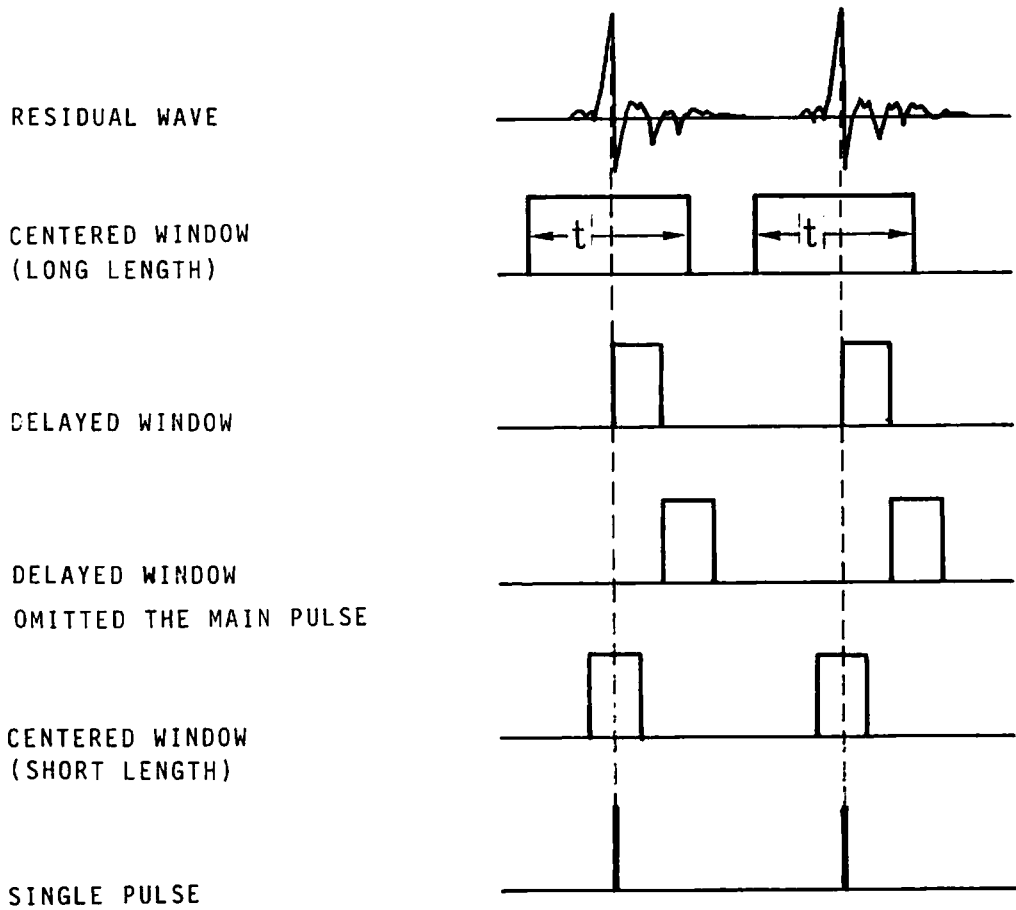 RESIDUAL WAVE
CENTERED WINDOW
(LONG LENGTH)
t
t
DELAYED WINDOW
DELAYED WINDOW
OMITTED THE MAIN PULSE
CENTERED WINDOW
(SHORT LENGTH)
SINGLE PULSE